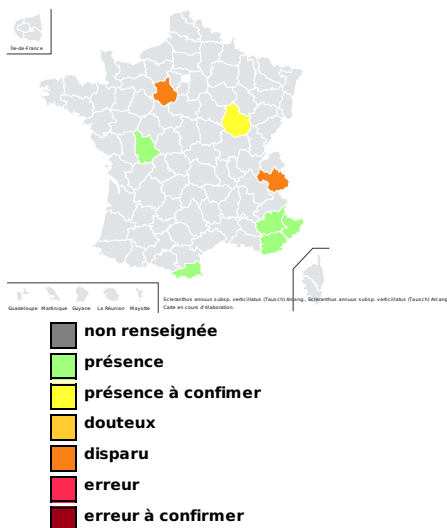 Île-de-France
Guadeloupe Martinique Guyane La Réunion Mayotte
Scleranthus annuus subsp. verticillatus (Tausch) Arcang., Scleranthus annuus subsp. verticillatus (Tausch) Arcang
Carte en cours d'élaboration.
non renseignée
présence
présence à confimer
douteux
disparu
erreur
erreur à confirmer